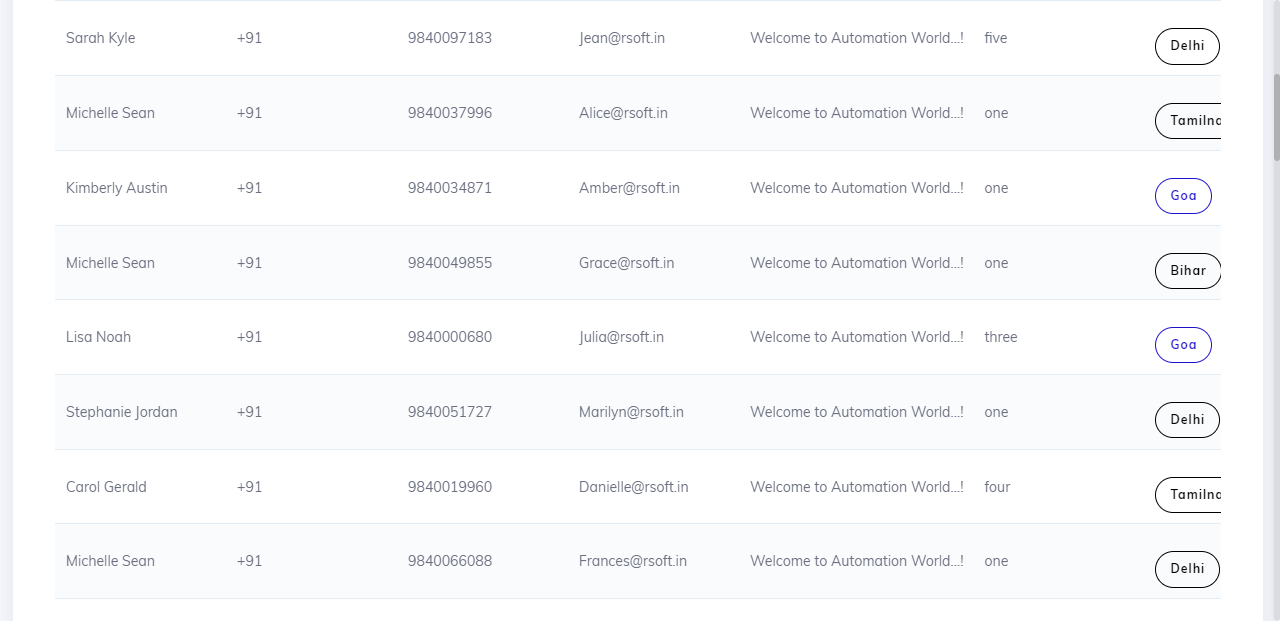 Sarah Kyle +91 9840097183 Jean@rsoft.in Welcome to Automation World...! five Delhi
Michelle Sean +91 9840037996 Alice@rsoft.in Welcome to Automation World...! one
Kimberly Austin +91 9840034871 Amber@rsoft.in Welcome to Automation World...! one Goa
Michelle Sean +91 9840049855 Grace@rsoft.in Welcome to Automation World...! one Bihar
Lisa Noah +91 9840000680 Julia@rsoft.in Welcome to Automation World...! three Goa
Stephanie Jordan +91 9840051727 Marilyn@rsoft.in Welcome to Automation World...! one Delhi
Carol Gerald +91 9840019960 Danielle@rsoft.in Welcome to Automation World...! four
Michelle Sean +91 9840066088 Frances@rsoft.in Welcome to Automation World...! one Delhi